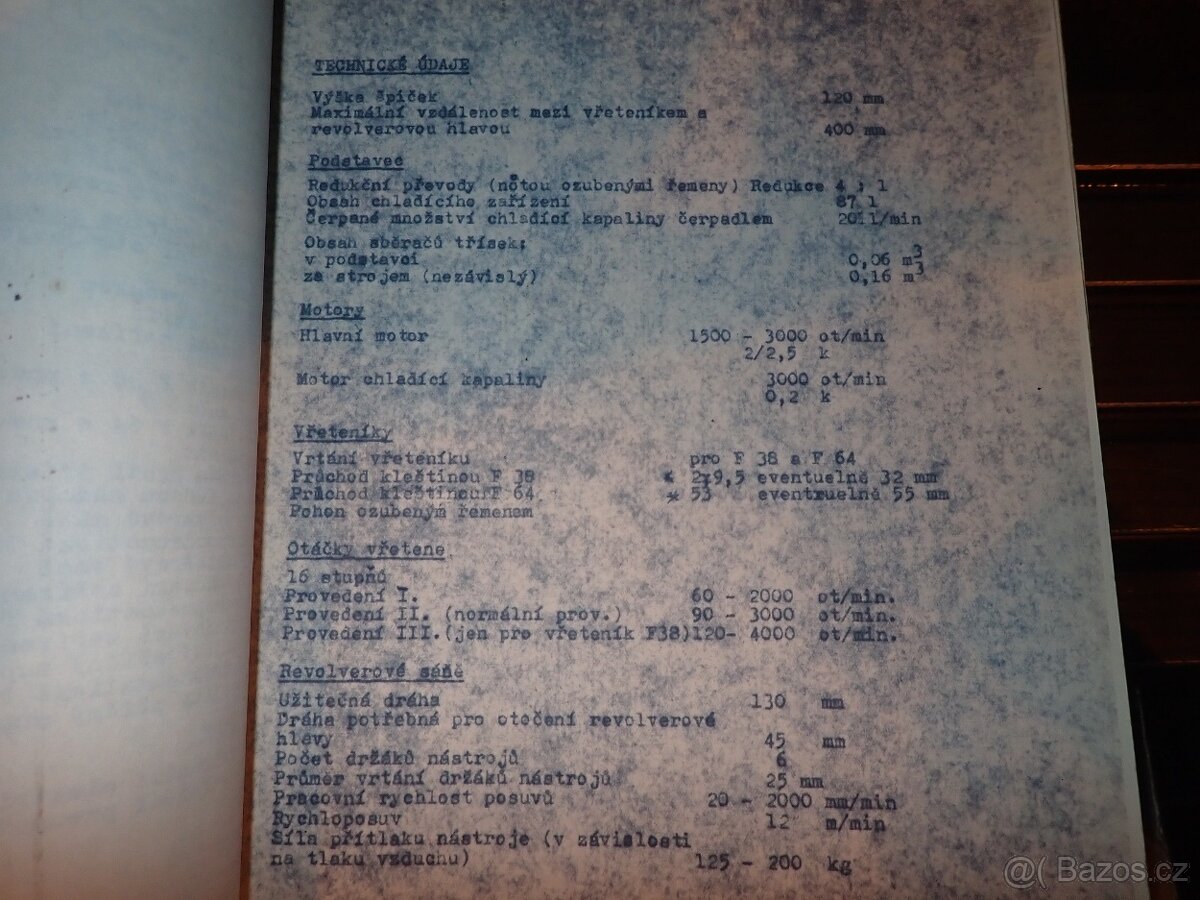 TECHNICKÉ ÚDAJE
Výška špiček 120 mm
Maximální vzdálenost mezi vřeteníkem a
revolverovou hlavou 400 mm
Podstavec
Redukční převody (nôtou ozubenými řemeny) Redukce 4 : 1
Obsah chladícího zařízení 87 l
Čerpané množství chladící kapaliny čerpadlem 20 l/min
Obsah sběračů třísek:
v podstavci 0,06 m³
za strojem (nezávislý) 0,16 m³
Motory
Hlavní motor 1500 - 3000 ot/min
2/2,5 k
Motor chladící kapaliny 3000 ot/min
0,2 k
Vřeteníky
Vrtání vřeteníku pro F 38 a F 64
Průchod kleštinou F 38 29,5 eventuelně 32 mm
Průchod kleštinou F 64 53 eventruelně 55 mm
Pohon ozubeným řemenem
Otáčky vřetene
16 stupňů
Provedení I. 60 - 2000 ot/min.
Provedení II. (normální prov.) 90 - 3000 ot/min.
Provedení III.(jen pro vřeteník F38)120- 4000 ot/min.
Revolverové sáně
Užitečná dráha 130 mm
Dráha potřebná pro otočení revolverové
hlavy 45 mm
Počet držáků nástrojů 6
Průměr vrtání držáků nástrojů 25 mm
Pracovní rychlost posuvů 20 - 2000 mm/min
Rychloposuv 12 m/min
Síla přítlaku nástroje (v závislosti
na tlaku vzduchu) 125 - 200 kg
@( Bazos.cz